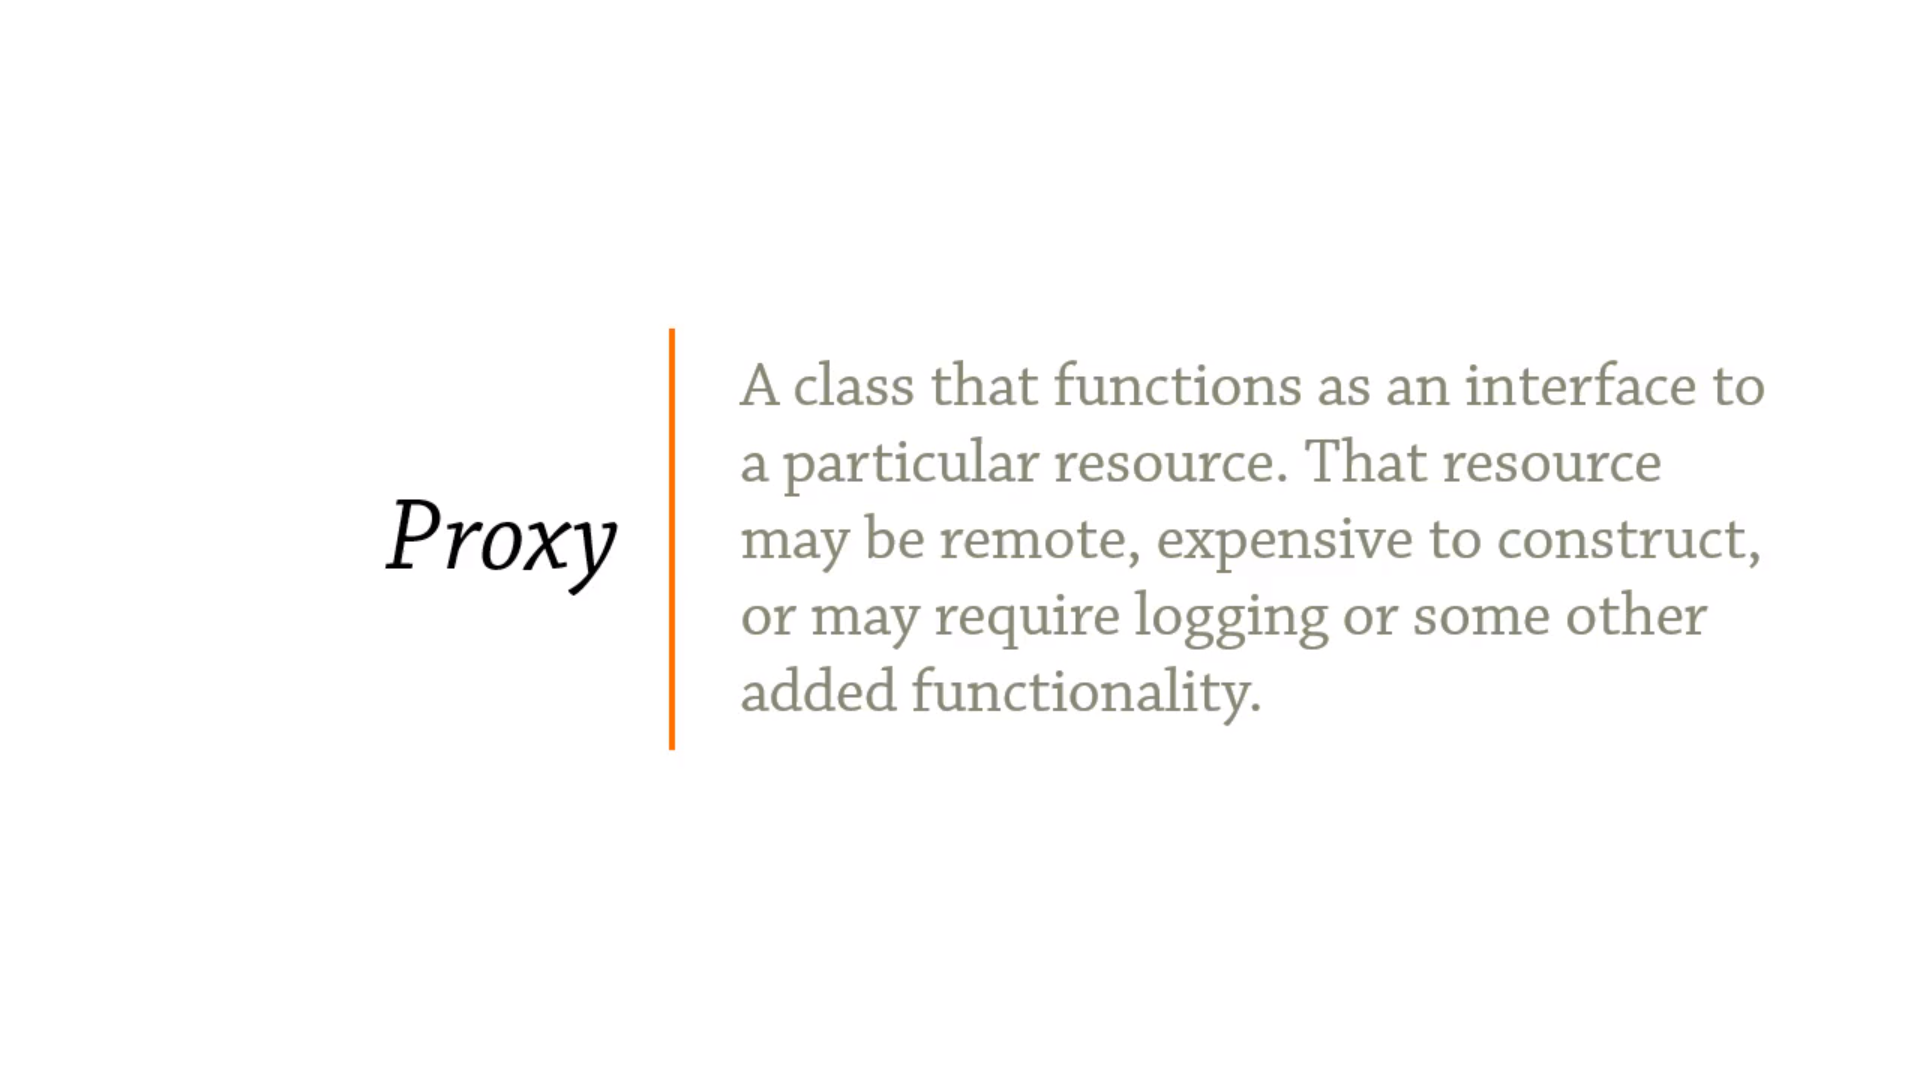 Proxy
A class that functions as an interface to
a particular resource. That resource
may be remote, expensive to construct,
or may require logging or some other
added functionality.